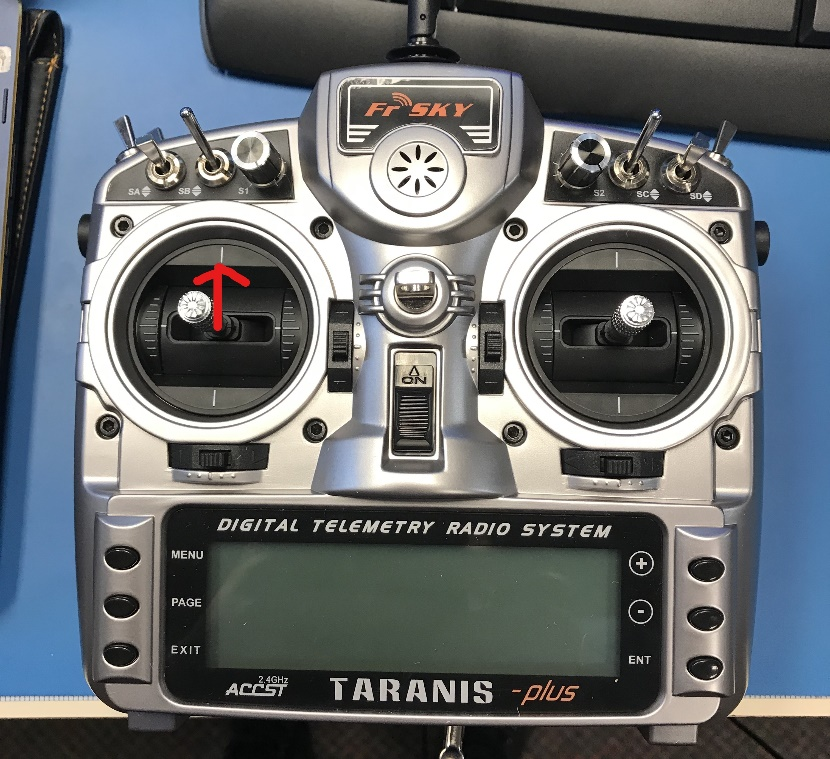 FrSKY
SA SB S1
S2 SC SD
ON
DIGITAL TELEMETRY RADIO SYSTEM
MENU
PAGE
EXIT
+
-
ENT
2.4GHz
ACCST
TARANIS -plus